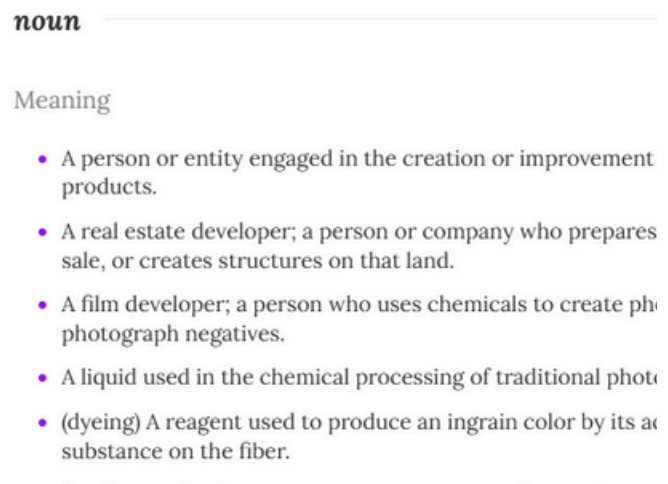 noun
Meaning
A person or entity engaged in the creation or improvement
products.
A real estate developer; a person or company who prepares
sale, or creates structures on that land.
A film developer; a person who uses chemicals to create
photograph negatives.
A liquid used in the chemical processing of traditional
(dyeing) A reagent used to produce an ingrain color by its
substance on the fiber.